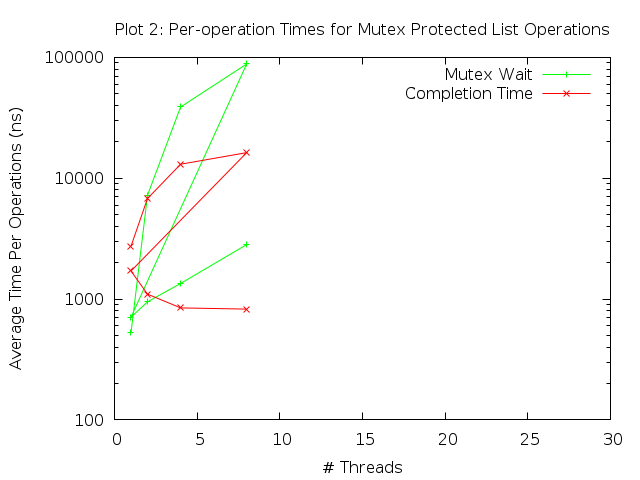 Plot 2: Per-operation Times for Mutex Protected List Operations
100000
10000
1000
100
Average Time Per Operations (ns)
Mutex Wait
Completion Time
0 5 10 15 20 25 30
# Threads